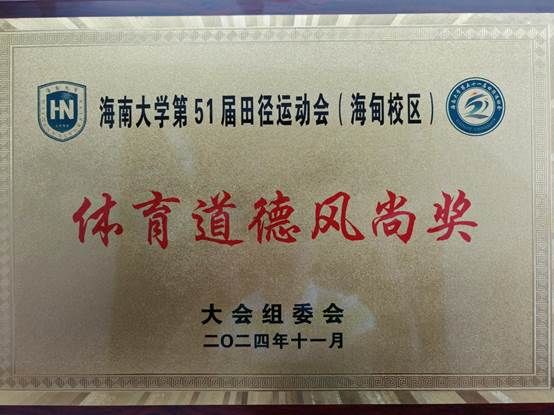 HN
海南大学第51届田径运动会(海甸校区)
体育道德风尚奖
大会组委会
二〇二四年十一月